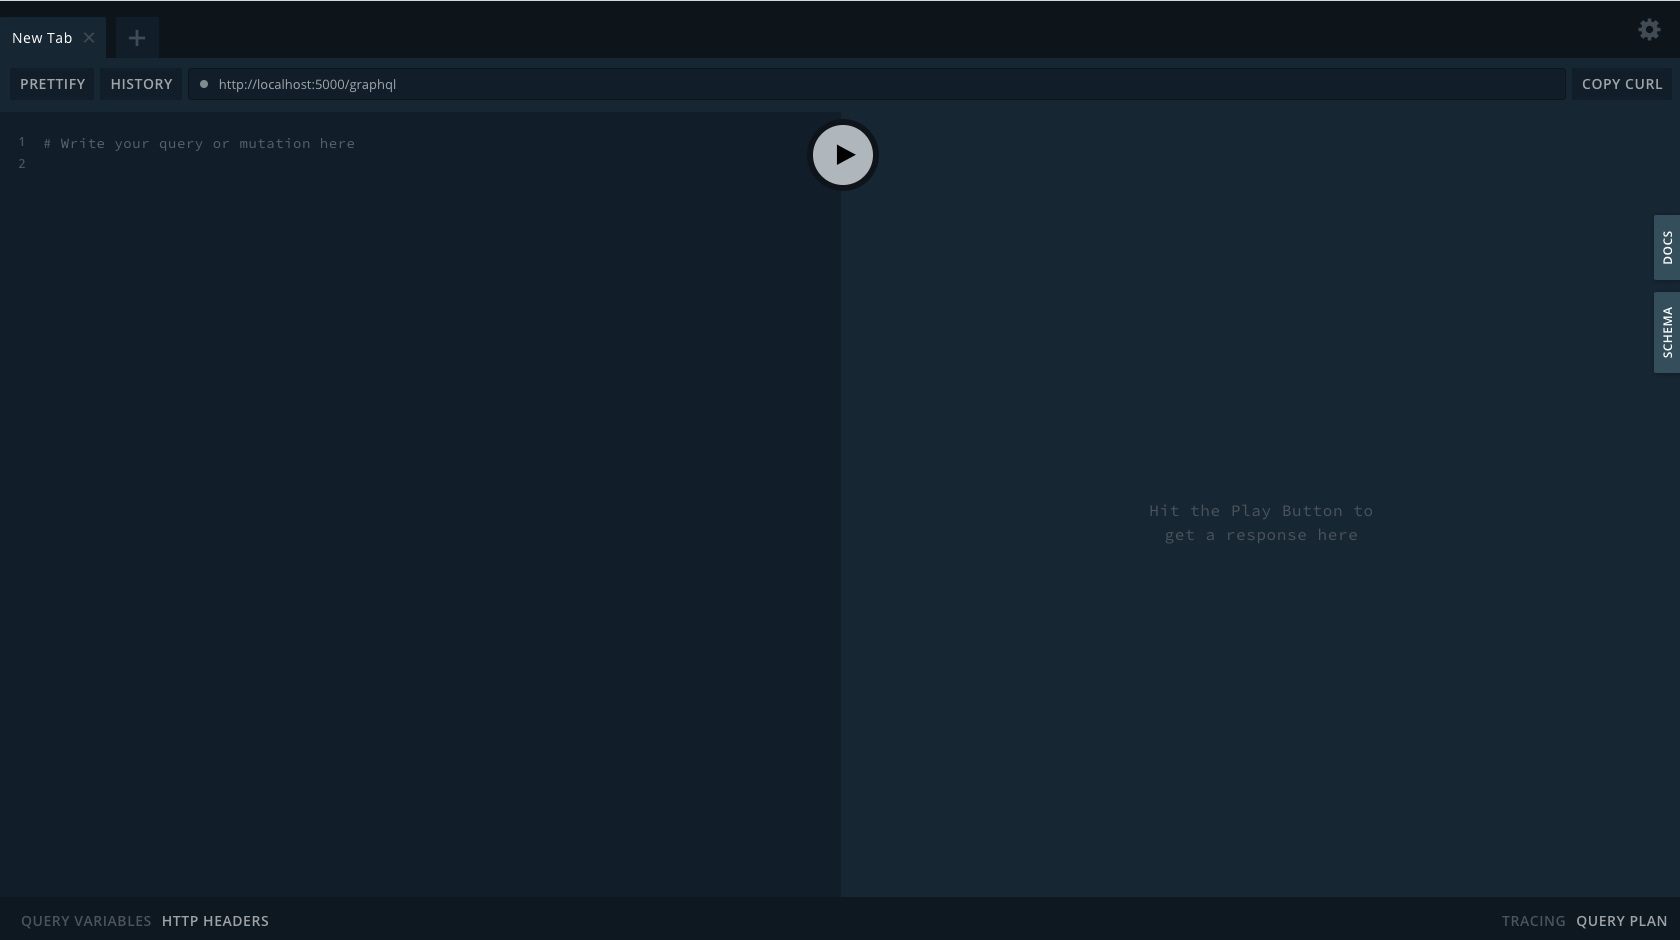 New Tab
PRETTIFY
HISTORY
http://localhost:5000/graphql
COPY CURL
1 # Write your query or mutation here
2
DOCS
SCHEMA
Hit the Play Button to
get a response here
QUERY VARIABLES HTTP HEADERS
TRACING QUERY PLAN